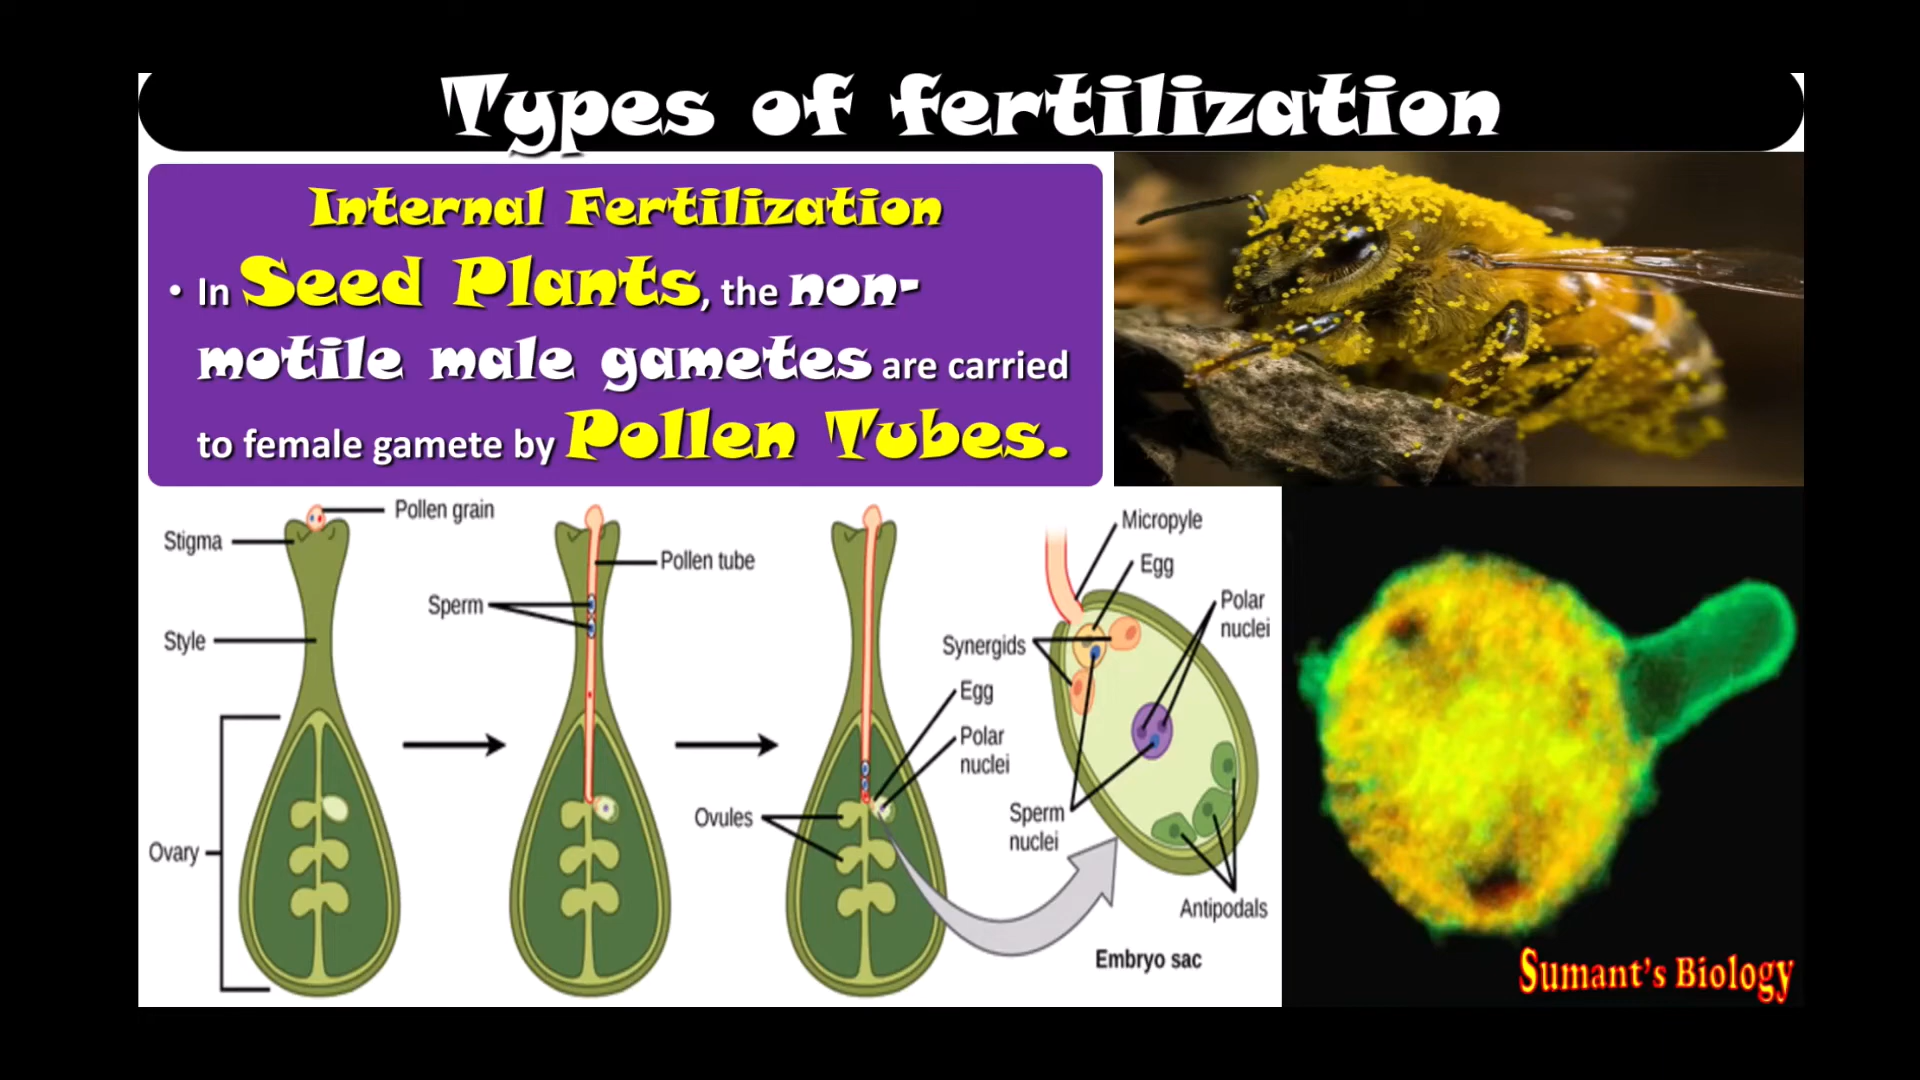 Types of fertilization
Internal Fertilization
• In Seed Plants, the non-
motile male gametes are carried
to female gamete by Pollen Tubes.
Pollen grain
Stigma
Style
Ovary
Pollen tube
Sperm
Egg
Polar
nuclei
Ovules
Micropyle
Egg
Polar
nuclei
Synergids
Sperm
nuclei
Antipodals
Embryo sac
Sumant's Biology